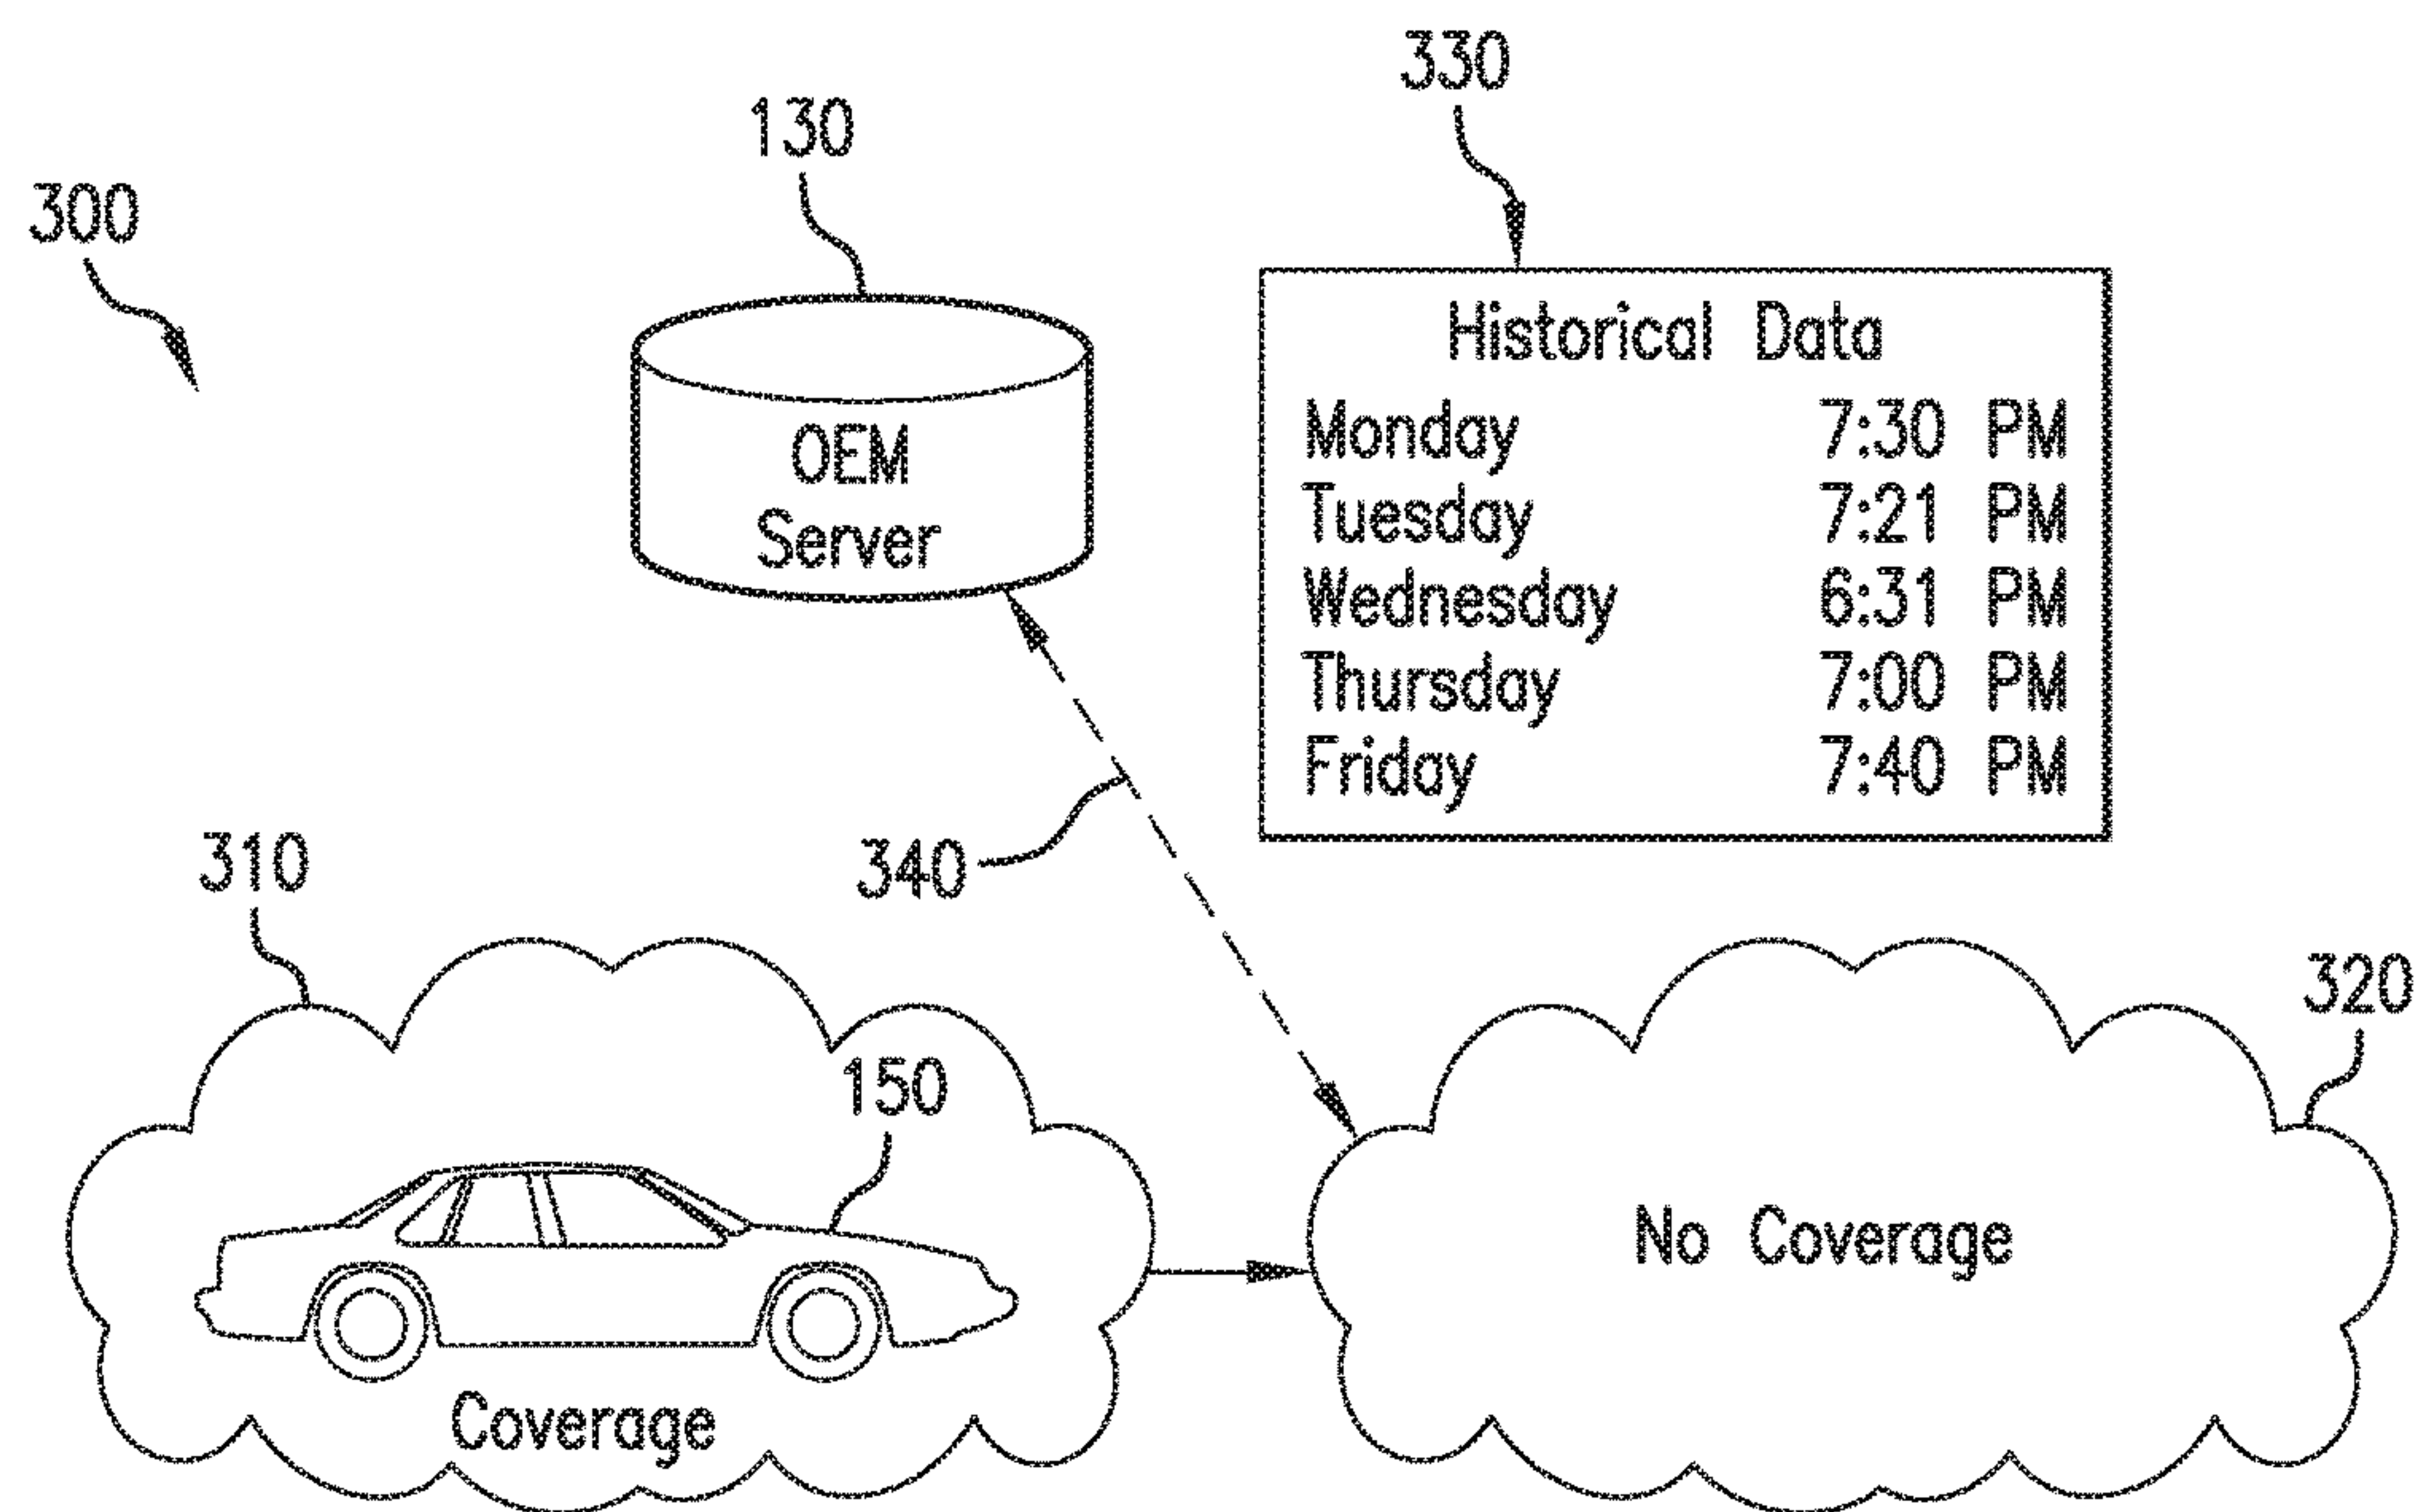 330
130
300
Historical Data
Monday 7:30 PM
OEM
Tuesday 7:21 PM
Server
Wednesday 6:31 PM
Thursday 7:00 PM
Friday 7:40 PM
310
340
320
150
No Coverage
Coverage